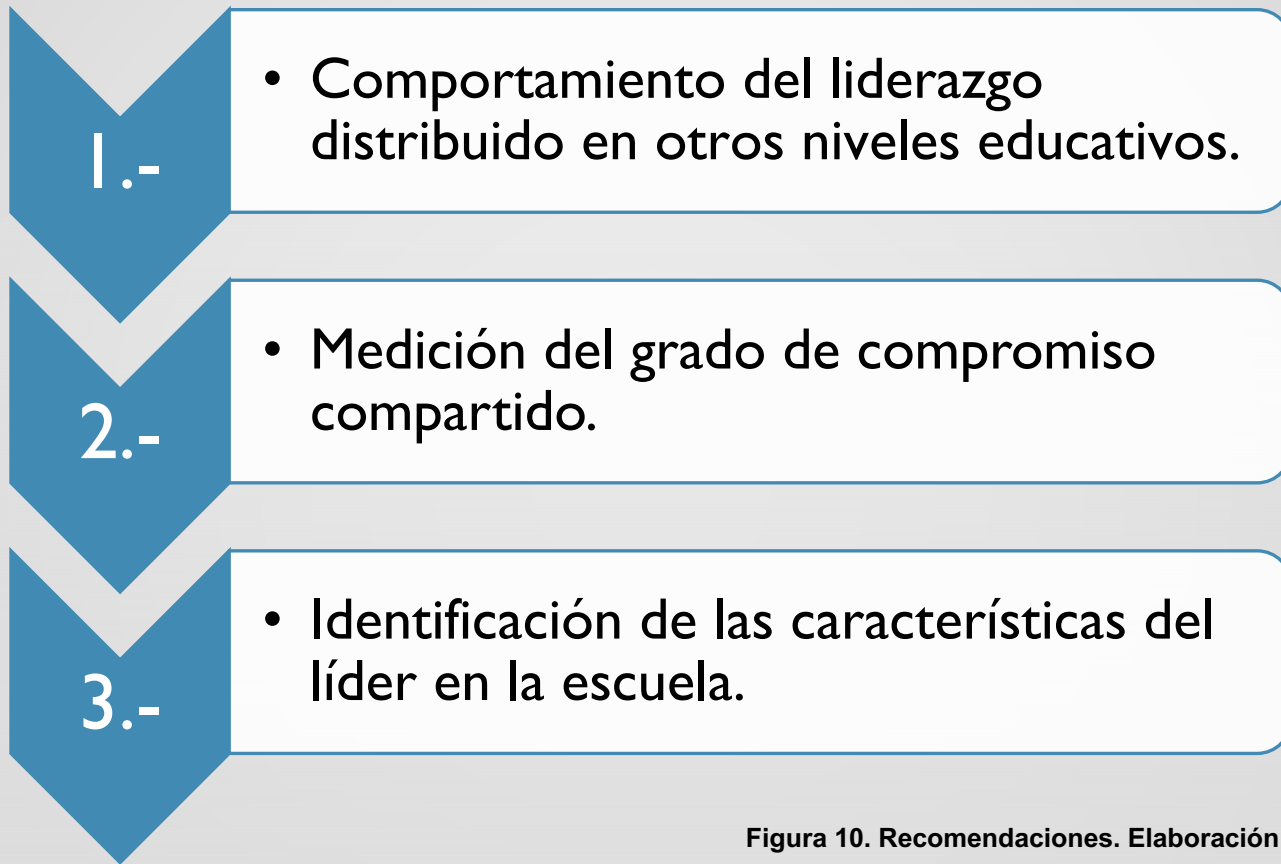 1.-
• Comportamiento del liderazgo
distribuido en otros niveles educativos.
2.-
• Medición del grado de compromiso
compartido.
3.-
• Identificación de las características del
líder en la escuela.
Figura 10. Recomendaciones. Elaboración